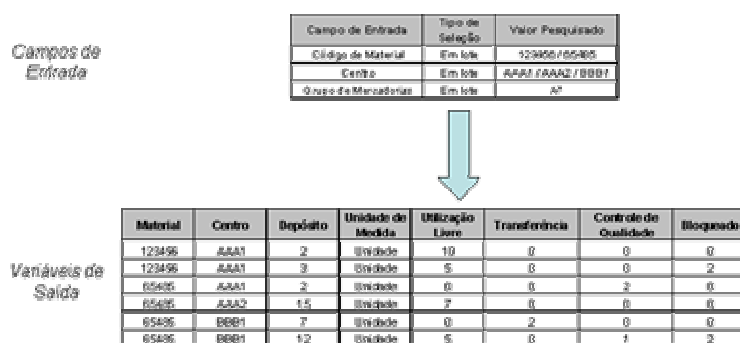 Campos de
Entrada
Campo de Entrada Tipo de Seleção Valor Pesquisado
Código de Material Em lote 123456 / 65485
Centro Em lote AAA1 / AAA2 / BBB1
Grupo de Mercadorias Em lote
Variáveis de
Saída
Material Centro Depósito Unidade de Medida Utilização Livre Transferência Controle de Qualidade Bloqueado
123456 AAA1 2 Unidade 10 0 0 0
123456 AAA1 3 Unidade 5 0 0 2
65485 AAA1 2 Unidade 0 0 2 0
65485 AAA2 15 Unidade 7 0 0 0
65485 BBB1 7 Unidade 0 2 0 0
65485 BBB1 12 Unidade 5 0 1 2